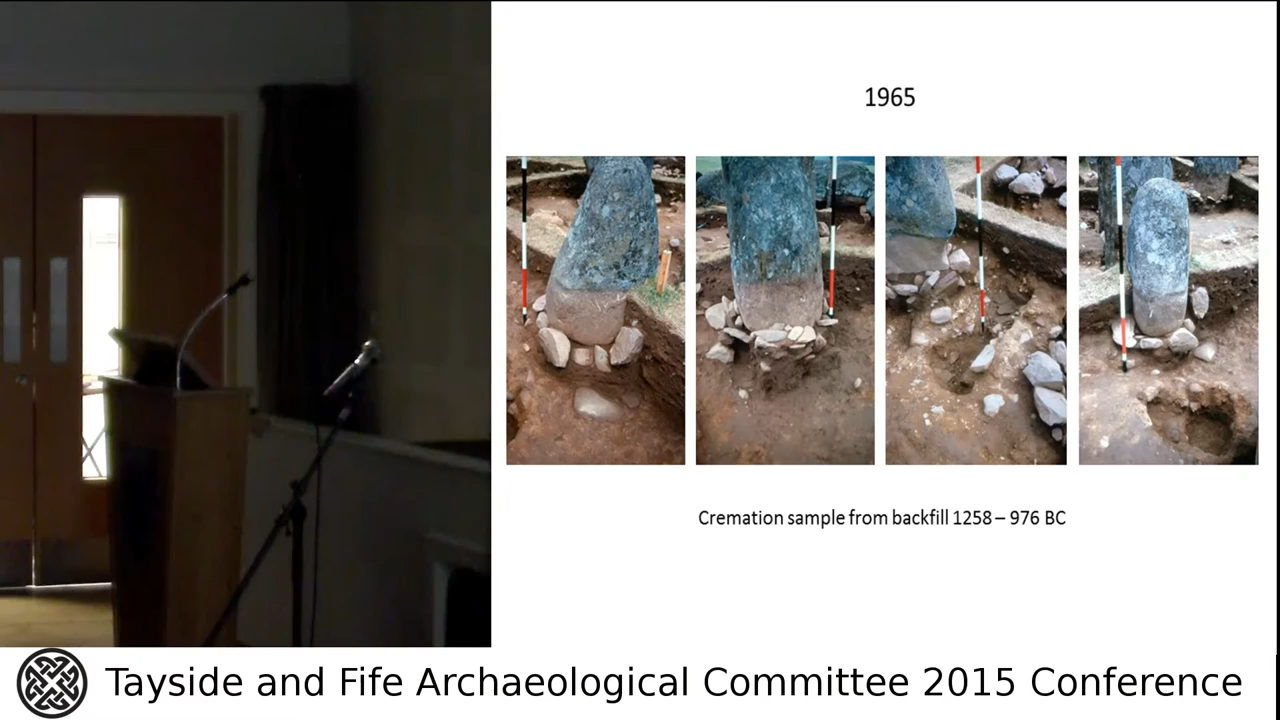 1965
Cremation sample from backfill 1258 – 976 BC
Tayside and Fife Archaeological Committee 2015 Conference